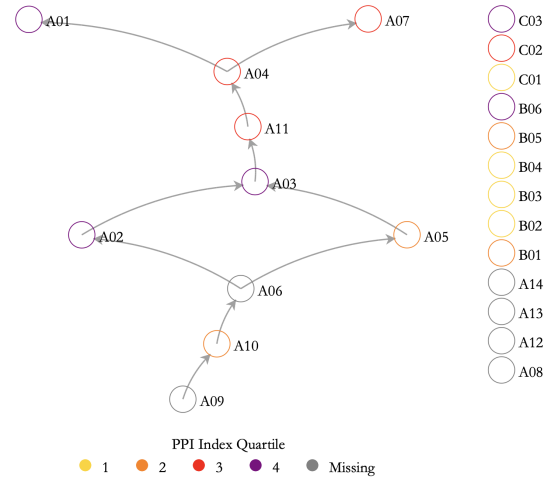 A01
A07
A04
A11
A03
A02
A05
A06
A10
A09
C03
C02
C01
B06
B05
B04
B03
B02
B01
A14
A13
A12
A08
PPI Index Quartile
1 2 3 4 Missing